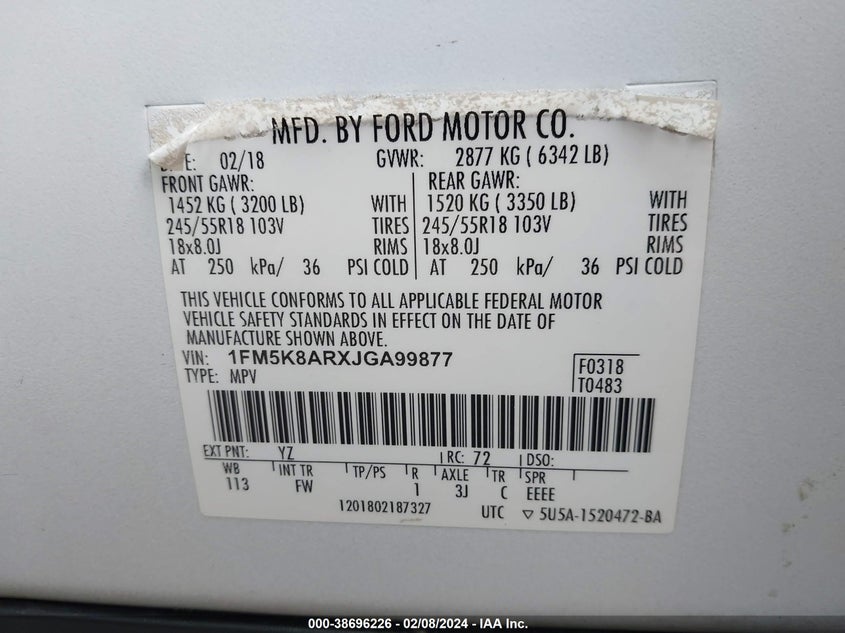 MFD. BY FORD MOTOR CO.
02/18 GVWR: 2877 KG ( 6342 LB)
FRONT GAWR: REAR GAWR:
1452 KG ( 3200 LB) WITH 1520 KG ( 3350 LB) WITH
245/55R18 103V TIRES 245/55R18 103V TIRES
18x8.0J RIMS 18x8.0J RIMS
AT 250 kPa/ 36 PSI COLD AT 250 kPa/ 36 PSI COLD
THIS VEHICLE CONFORMS TO ALL APPLICABLE FEDERAL MOTOR
VEHICLE SAFETY STANDARDS IN EFFECT ON THE DATE OF
MANUFACTURE SHOWN ABOVE.
VIN: 1FM5K8ARXJGA99877
TYPE: MPV
F0318
T0483
EXT PNT: YZ RC: 72 DSO:
WB INT TR TP/PS R AXLE TR SPR
113 FW 1 3J C EEEE
1201802187327 UTC ▽ 5U5A-1520472-BA
000-38696226 - 02/08/2024 - IAA Inc.